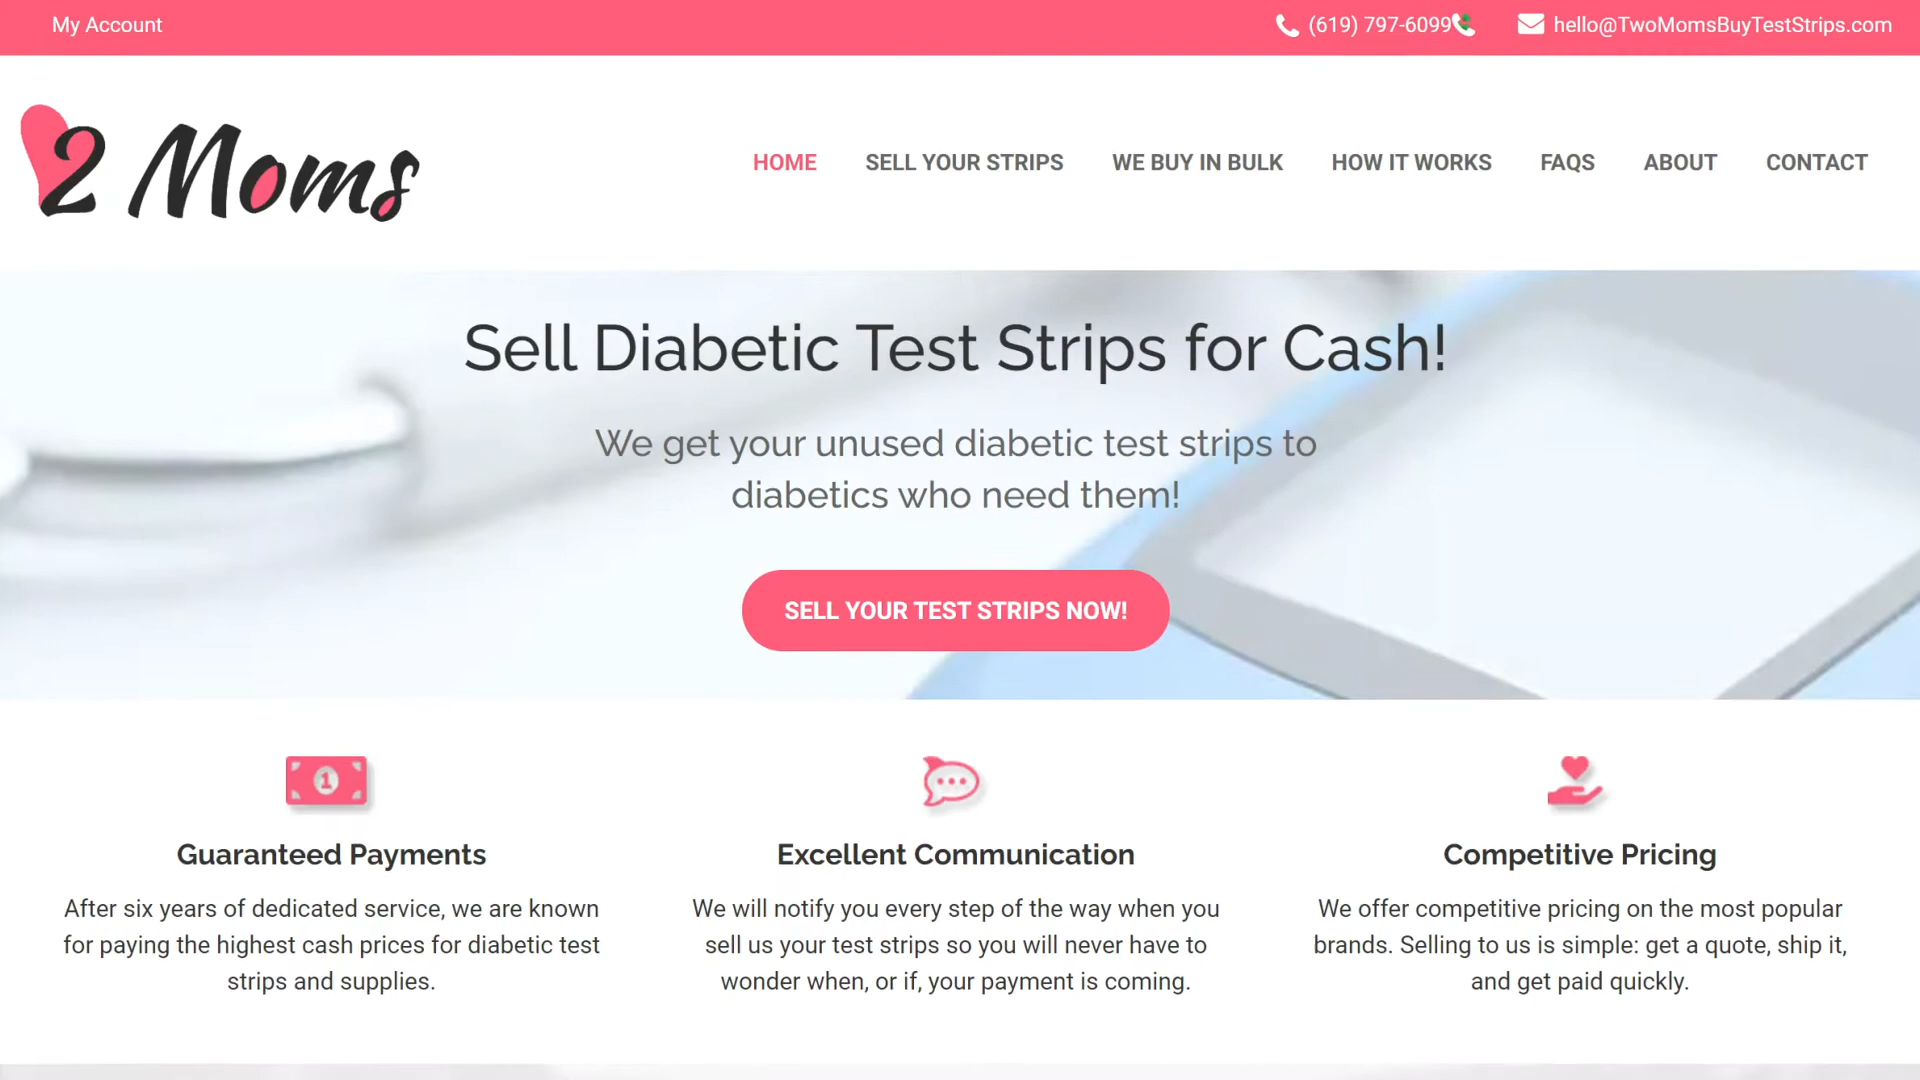 My Account
(619) 797-6099
hello@TwoMomsBuyTestStrips.com
2 Moms
HOME
SELL YOUR STRIPS
WE BUY IN BULK
HOW IT WORKS
FAQS
ABOUT
CONTACT
Sell Diabetic Test Strips for Cash!
We get your unused diabetic test strips to
diabetics who need them!
SELL YOUR TEST STRIPS NOW!
1
Guaranteed Payments
After six years of dedicated service, we are known
for paying the highest cash prices for diabetic test
strips and supplies.
Excellent Communication
We will notify you every step of the way when you
sell us your test strips so you will never have to
wonder when, or if, your payment is coming.
Competitive Pricing
We offer competitive pricing on the most popular
brands. Selling to us is simple: get a quote, ship it,
and get paid quickly.